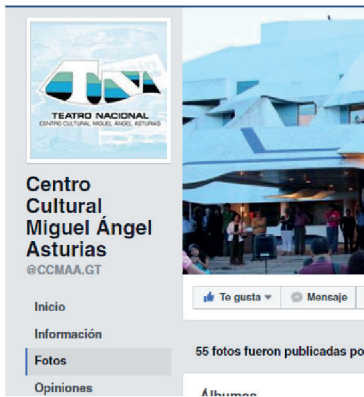 TEATRO NACIONAL
CENTRO CULTURAL MIGUEL ÁNGEL ASTURIAS
Centro
Cultural
Miguel Ángel
Asturias
@CCMAA.GT
Inicio
Información
Fotos
Opiniones
Te gusta
Mensaje
55 fotos fueron publicadas po
Álbumes